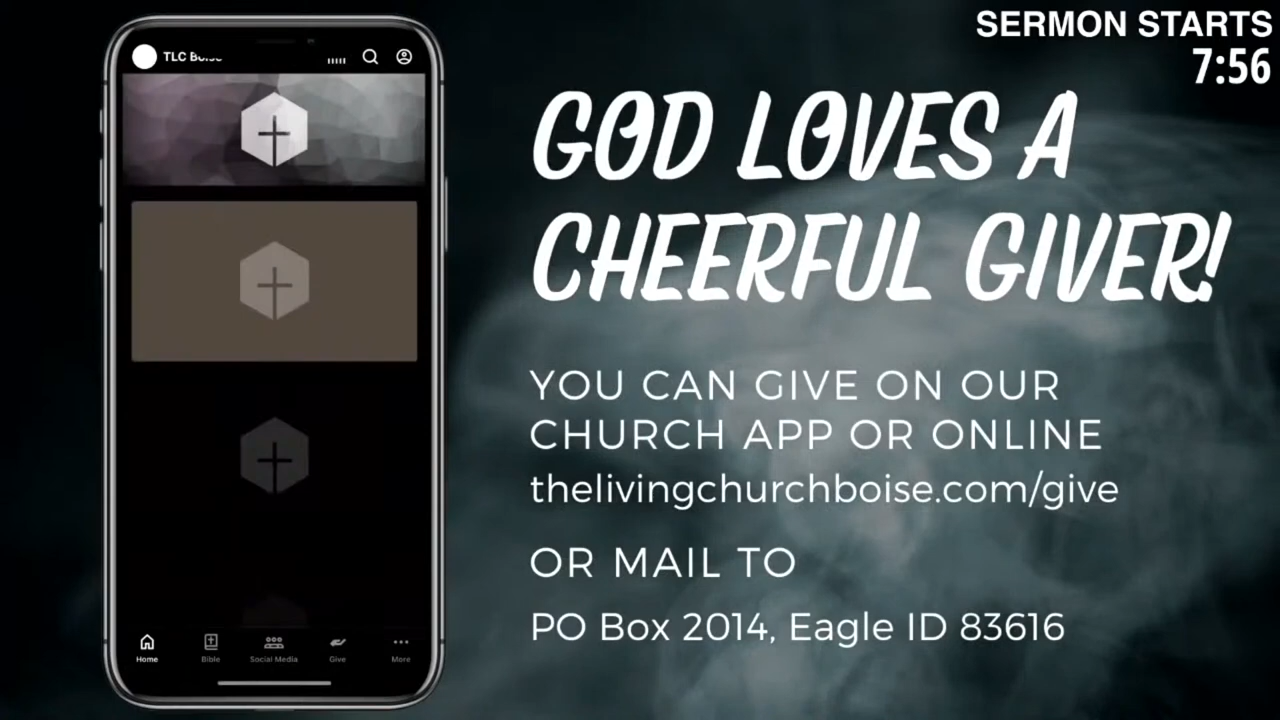 SERMON STARTS
7:56
TLC Boise
GOD LOVES A
CHEERFUL GIVER!
YOU CAN GIVE ON OUR
CHURCH APP OR ONLINE
thelivingchurchboise.com/give
OR MAIL TO
PO Box 2014, Eagle ID 83616
Home Bible Social Media Give More